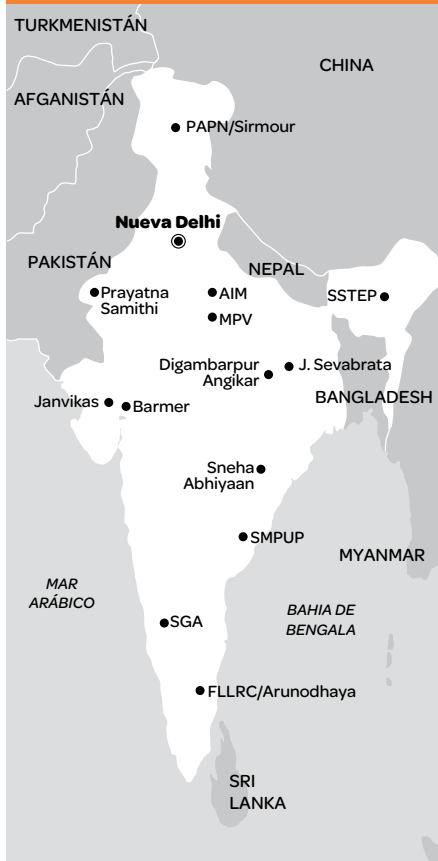 TURKMENISTÁN
CHINA
AFGANISTÁN
PAPN/Sirmour
Nueva Delhi
PAKISTÁN
NEPAL
Prayatna
Samithi
AIM
SSTEP
MPV
Digambarpur
Angikar
J. Sevabrata
BANGLADESH
Janvikas
Barmer
Sneha
Abhiyaan
SMPUP
MYANMAR
MAR
ARÁBICO
BAHIA DE
BENGALA
SGA
FLLRC/Arunodhaya
SRI
LANKA